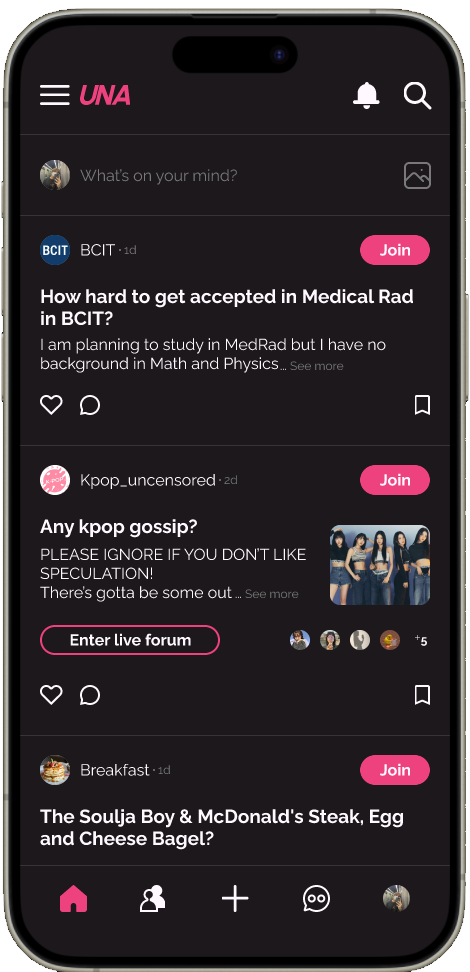 UNA
What's on your mind?
BCIT
BCIT · 1d
Join
How hard to get accepted in Medical Rad
in BCIT?
I am planning to study in MedRad but I have no
background in Math and Physics... See more
K-POP
Kpop_uncensored · 2d
Join
Any kpop gossip?
PLEASE IGNORE IF YOU DON'T LIKE
SPECULATION!
There's gotta be some out ... See more
Enter live forum
+5
Breakfast · 1d
Join
The Soulja Boy & McDonald's Steak, Egg
and Cheese Bagel?